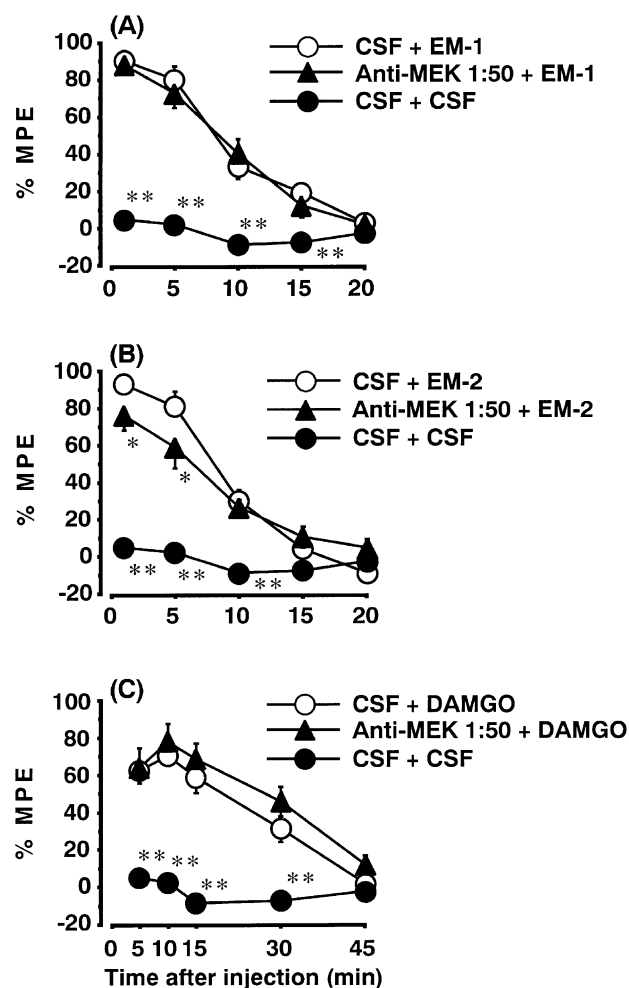 (A)
% MPE
100
80
60
40
20
0
-20
CSF + EM-1
Anti-MEK 1:50 + EM-1
CSF + CSF
** ** ** **
0 5 10 15 20
(B)
% MPE
100
80
60
40
20
0
-20
CSF + EM-2
Anti-MEK 1:50 + EM-2
CSF + CSF
*
*
** ** **
0 5 10 15 20
(C)
% MPE
100
80
60
40
20
0
-20
CSF + DAMGO
Anti-MEK 1:50 + DAMGO
CSF + CSF
** ** ** **
0 5 10 15 30 45
Time after injection (min)